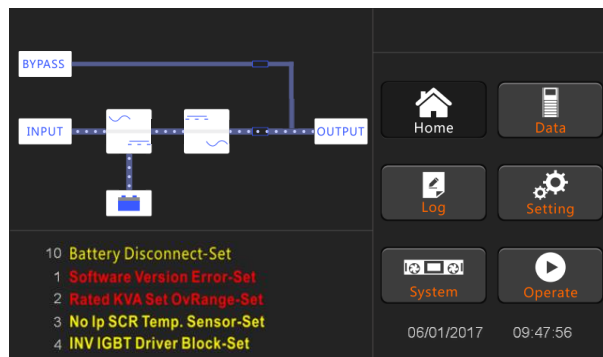 BYPASS
INPUT
OUTPUT
Home
Data
Log
Setting
System
Operate
10 Battery Disconnect-Set
1 Software Version Error-Set
2 Rated KVA Set OvRange-Set
3 No Ip SCR Temp. Sensor-Set
4 INV IGBT Driver Block-Set
06/01/2017 09:47:56